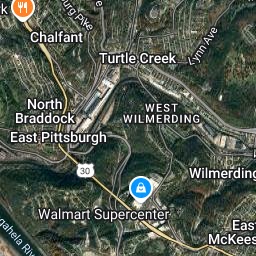 Chalfant
Turtle Creek
Lynn Ave
North
Braddock
WEST
WILMERDING
East Pittsburgh
30
Wilmerding
Walmart Supercenter
East
McKees